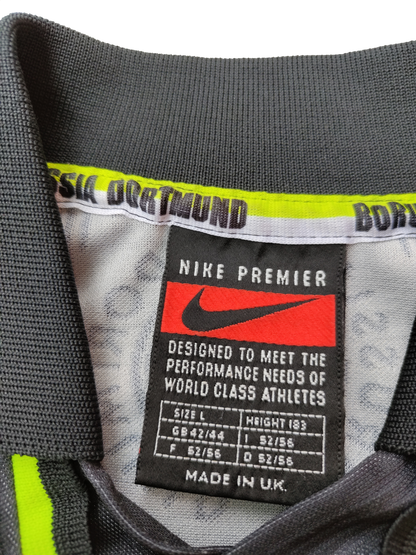 SSIA DORTMUND BORU
NIKE PREMIER
DESIGNED TO MEET THE
PERFORMANCE NEEDS OF
WORLD CLASS ATHLETES
SIZE L HEIGHT 183
GB 42/44 I 52/56
F 52/56 D 52/56
MADE IN U.K.